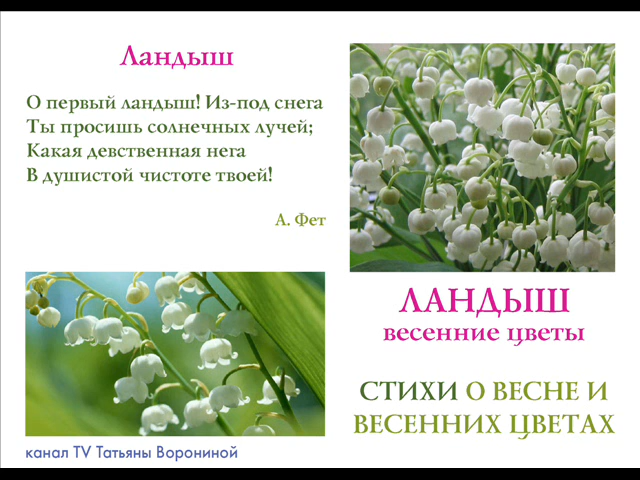 Ландыш
О первый ландыш! Из-под снега
Ты просишь солнечных лучей;
Какая девственная нега
В душистой чистоте твоей!
А. Фет
канал TV Татьяны Ворониной
ЛАНДЫШ
весенние цветы
СТИХИ О ВЕСНЕ И
ВЕСЕННИХ ЦВЕТАХ